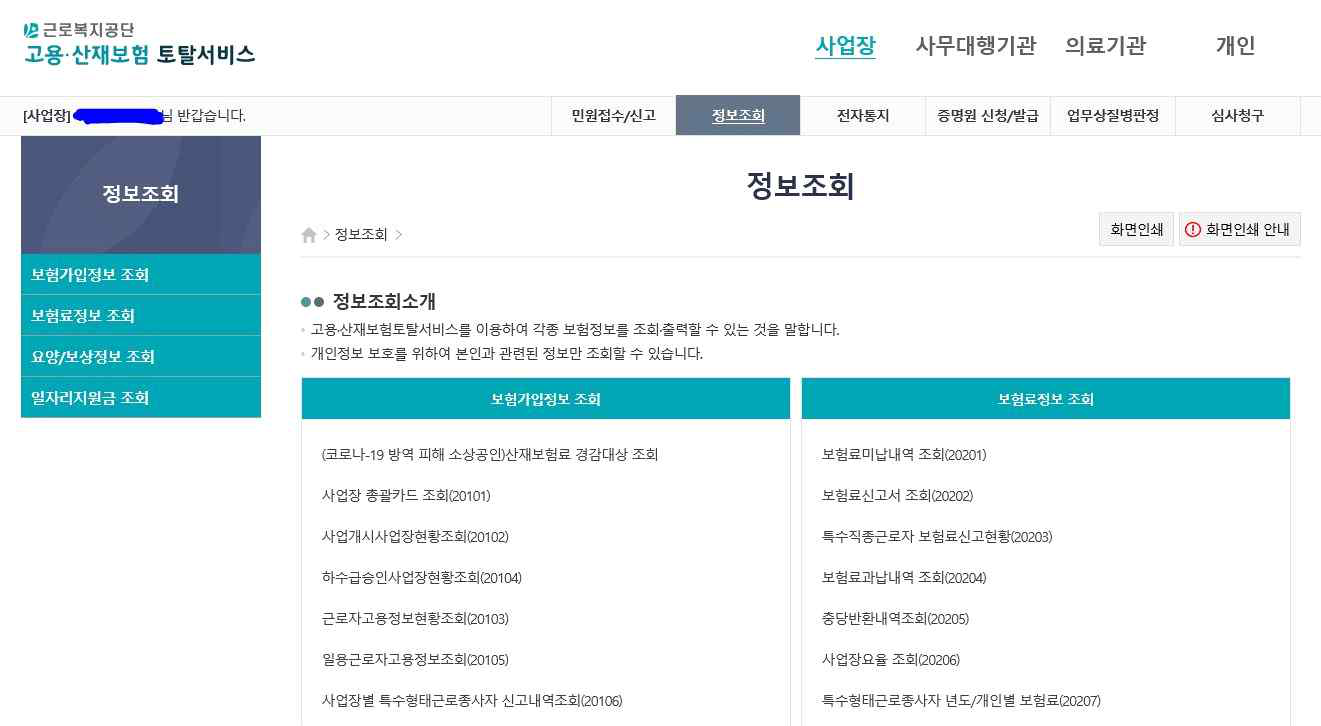 근로복지공단
고용·산재보험 토탈서비스
사업장 사무대행기관 의료기관 개인
[사업장] 님 반갑습니다.
민원접수/신고 정보조회 전자통지 증명원 신청/발급 업무상질병판정 심사청구
정보조회
보험가입정보 조회
보험료정보 조회
요양/보상정보 조회
일자리지원금 조회
정보조회
정보조회
화면인쇄 화면인쇄 안내
정보조회소개
고용·산재보험토탈서비스를 이용하여 각종 보험정보를 조회·출력할 수 있는 것을 말합니다.
개인정보 보호를 위하여 본인과 관련된 정보만 조회할 수 있습니다.
보험가입정보 조회
(코로나-19 방역 피해 소상공인)산재보험료 경감대상 조회
사업장 총괄카드 조회(20101)
사업개시사업장현황조회(20102)
하수급승인사업장현황조회(20104)
근로자고용정보현황조회(20103)
일용근로자고용정보조회(20105)
사업장별 특수형태근로종사자 신고내역조회(20106)
보험료정보 조회
보험료미납내역 조회(20201)
보험료신고서 조회(20202)
특수직종근로자 보험료신고현황(20203)
보험료과납내역 조회(20204)
충당반환내역조회(20205)
사업장요율 조회(20206)
특수형태근로종사자 년도/개인별 보험료(20207)